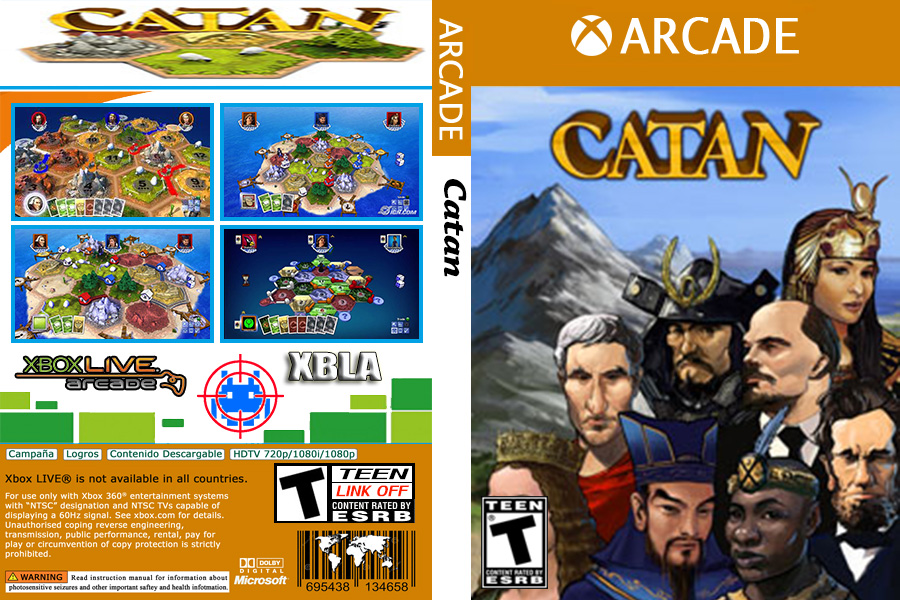 CATAN
XBOX LIVE
arcade
XBLA
Campaña Logros Contenido Descargable HDTV 720p/1080i/1080p
Xbox LIVE® is not available in all countries.
For use only with Xbox 360® entertainment systems
with “NTSC” designation and NTSC TVs capable of
displaying a 60Hz signal. See xbox.com for details.
Unauthorised coping reverse engineering,
transmission, public performance, rental, pay for
play or circumvention of copy protection is strictly
prohibited.
WARNING Read instruction manual for information about
photosensitive seizures and other important saftey and health infotmation.
T
TEEN
LINK OFF
CONTENT RATED BY
ESRB
DOLBY
DIGITAL
Microsoft
695438 134658
ARCADE
Catan
ARCADE
CATAN
TEEN
T
CONTENT RATED BY
ESRB